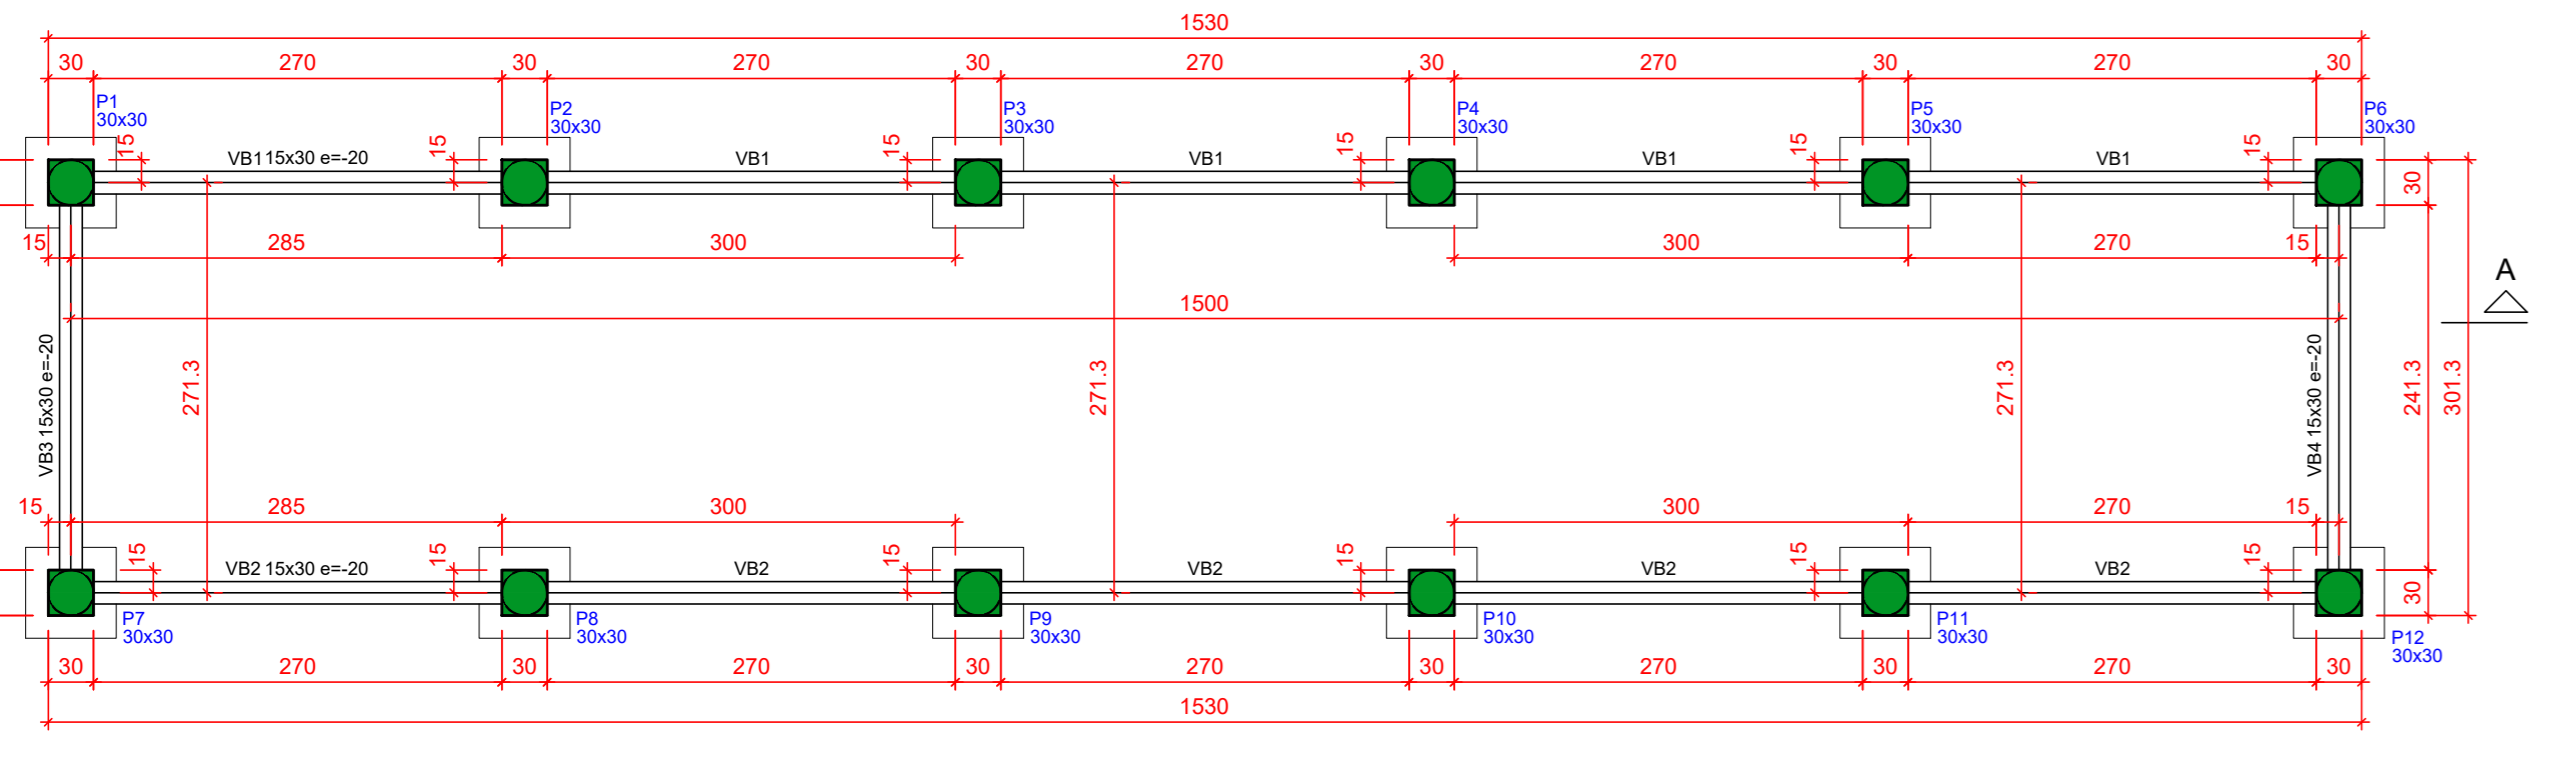 1530
30 270 30 270 30 270 30 270 30 270 30
P1
30x30
P2
30x30
P3
30x30
P4
30x30
P5
30x30
P6
30x30
15 15 15 15 15 15
VB1 15x30 e=-20 VB1 VB1 VB1 VB1
30
15 285 300 300 270 15
A
1500
VB3 15x30 e=-20
271.3 271.3 271.3
VB4 15x30 e=-20
241.3
301.3
15 285 300 300 270 15
15 15 15 15 15 15
VB2 15x30 e=-20 VB2 VB2 VB2 VB2
30
P7
30x30
P8
30x30
P9
30x30
P10
30x30
P11
30x30
P12
30x30
30 270 30 270 30 270 30 270 30 270 30
1530